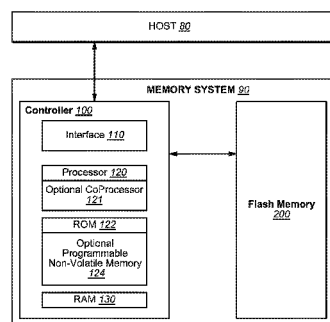 HOST 80
MEMORY SYSTEM 90
Controller 100
Interface 110
Processor 120
Optional CoProcessor
121
ROM 122
Optional
Programmable
Non-Volatile Memory
124
RAM 130
Flash Memory
200